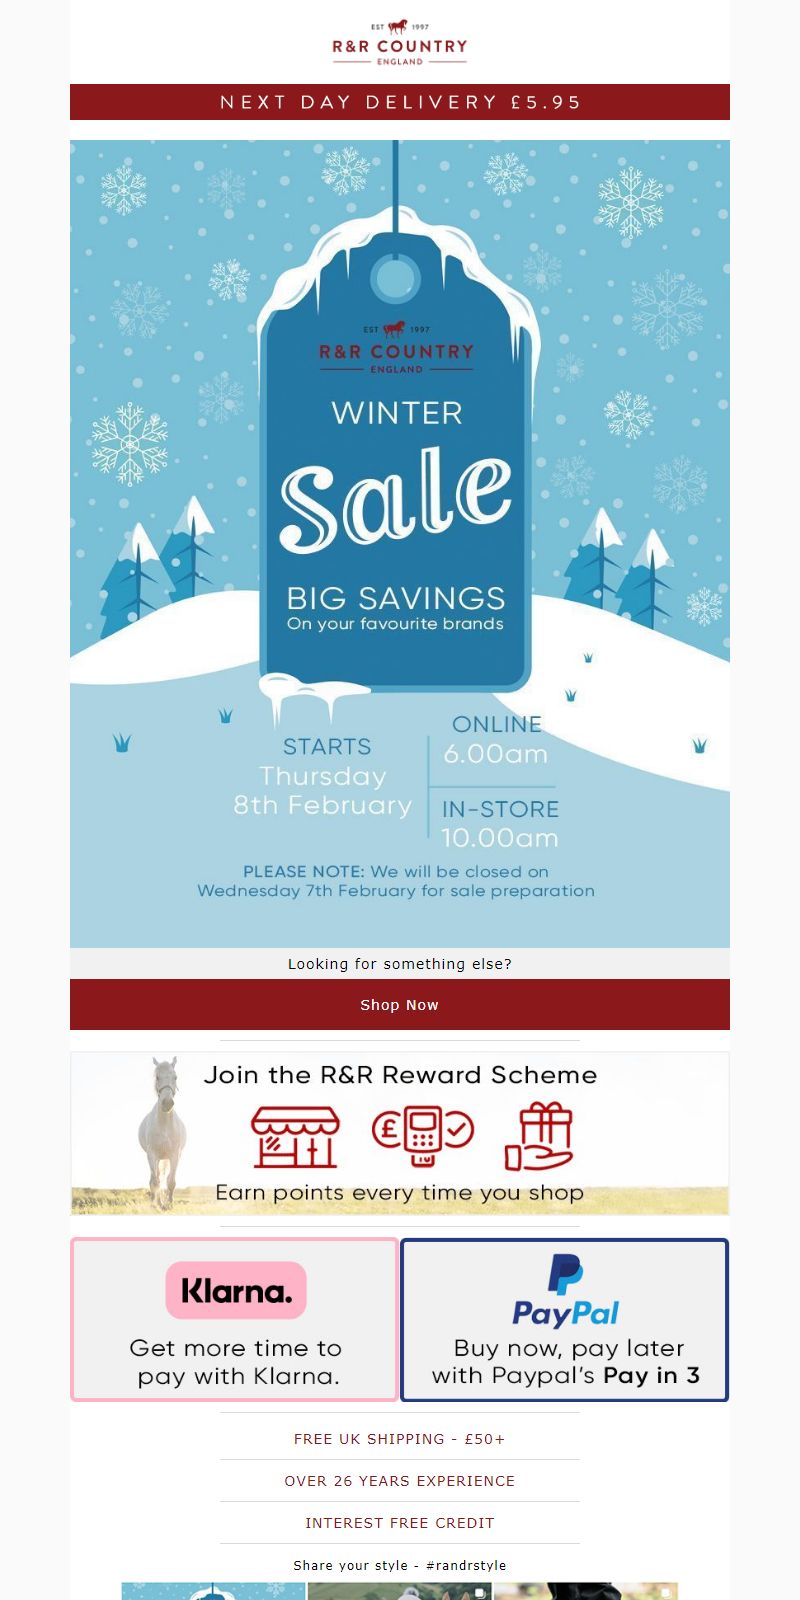 EST 1997
R&R COUNTRY
ENGLAND
NEXT DAY DELIVERY £5.95
EST 1997
R&R COUNTRY
ENGLAND
WINTER
Sale
BIG SAVINGS
On your favourite brands
STARTS
Thursday
8th February
ONLINE
6.00am
IN-STORE
10.00am
PLEASE NOTE: We will be closed on
Wednesday 7th February for sale preparation
Looking for something else?
Shop Now
Join the R&R Reward Scheme
£
Earn points every time you shop
Klarna.
Get more time to
pay with Klarna.
PayPal
Buy now, pay later
with Paypal's Pay in 3
FREE UK SHIPPING - £50+
OVER 26 YEARS EXPERIENCE
INTEREST FREE CREDIT
Share your style - #randrstyle